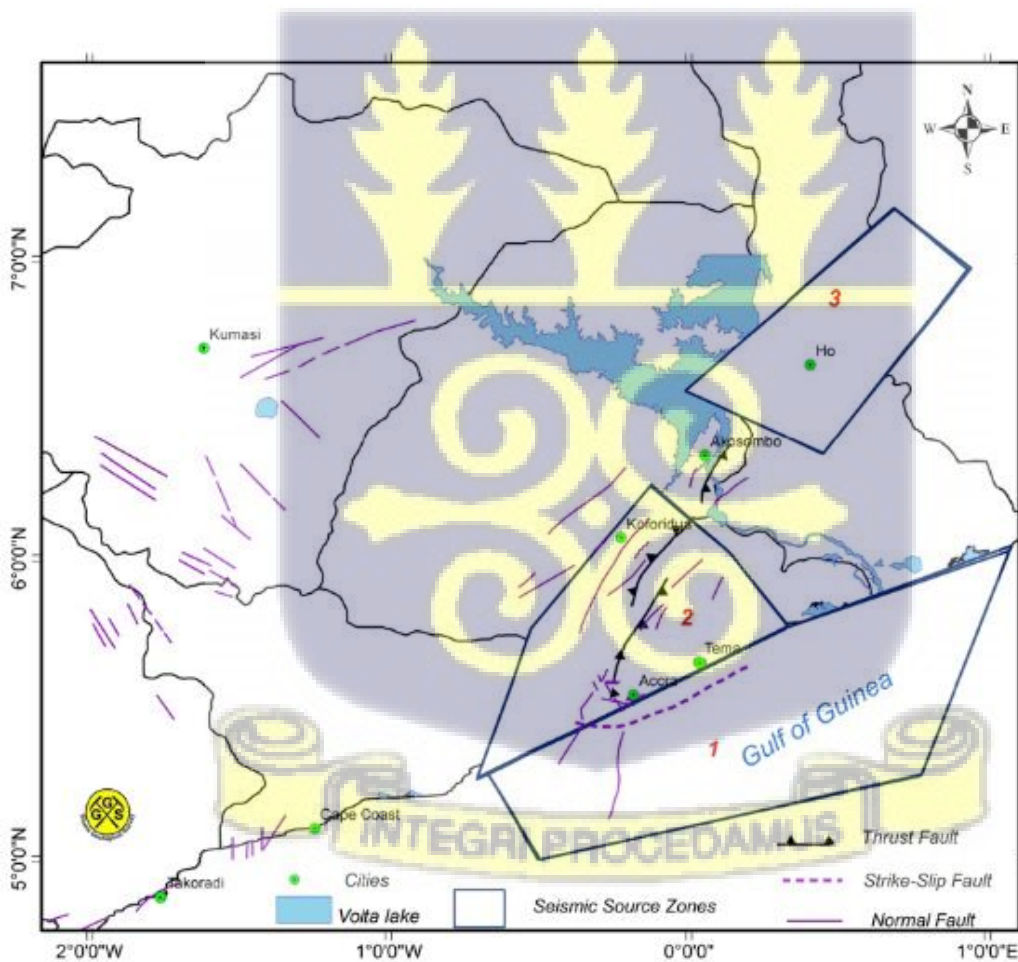 N
W E
S
7°0'0"N
3
Kumasi
Ho
Akosombo
Koforidua
6°0'0"N
2
Tema
Accra
Gulf of Guinea
1
G
G S
Cape Coast
INTEGRI PROCEDAMUS
Thrust Fault
5°0'0"N
Takoradi
Cities
Strike-Slip Fault
Volta lake
Seismic Source Zones
Normal Fault
2°0'0"W
1°0'0"W
0°0'0"
1°0'0"E